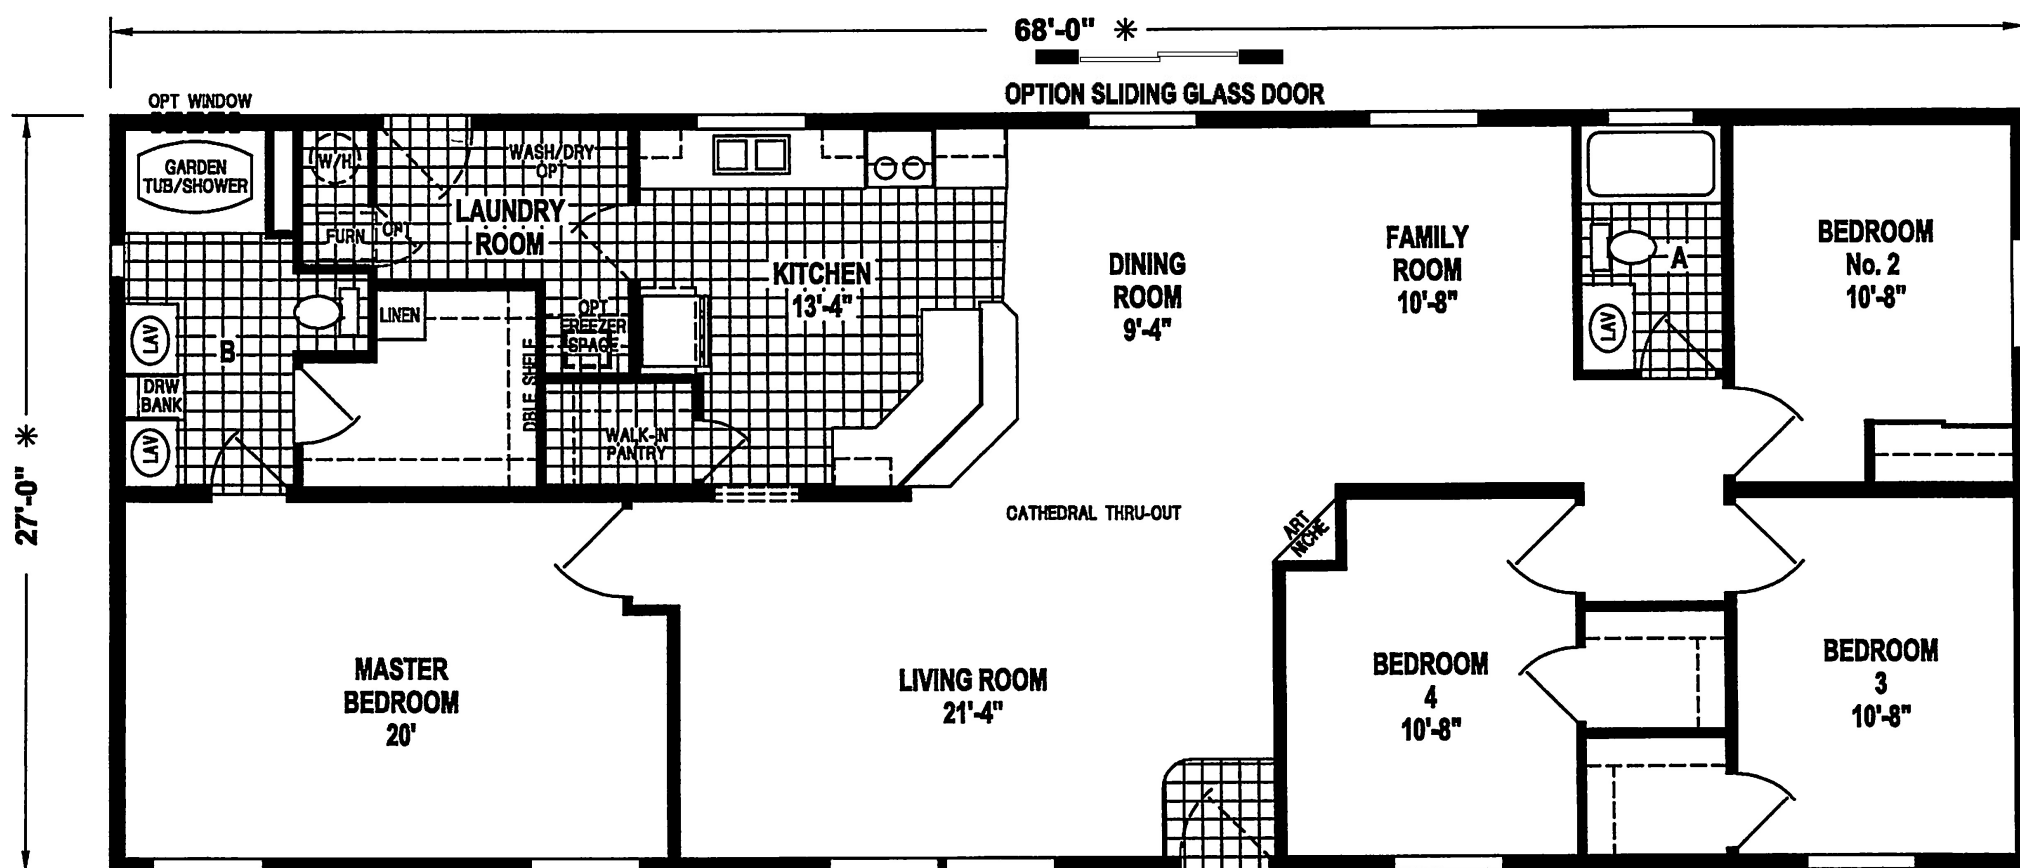 68'-0" ✳
OPTION SLIDING GLASS DOOR
OPT WINDOW
27'-0" ✳
GARDEN
TUB/SHOWER
W/H
FURN
OPT
WASH/DRY
OPT
LAUNDRY
ROOM
LINEN
OPT
FREEZER
SPACE
DBLE SHELF
LAV
B
DRW
BANK
LAV
WALK-IN
PANTRY
KITCHEN
13'-4"
DINING
ROOM
9'-4"
FAMILY
ROOM
10'-8"
A
LAV
BEDROOM
No. 2
10'-8"
CATHEDRAL THRU-OUT
ART
NICHE
MASTER
BEDROOM
20'
LIVING ROOM
21'-4"
BEDROOM
4
10'-8"
BEDROOM
3
10'-8"